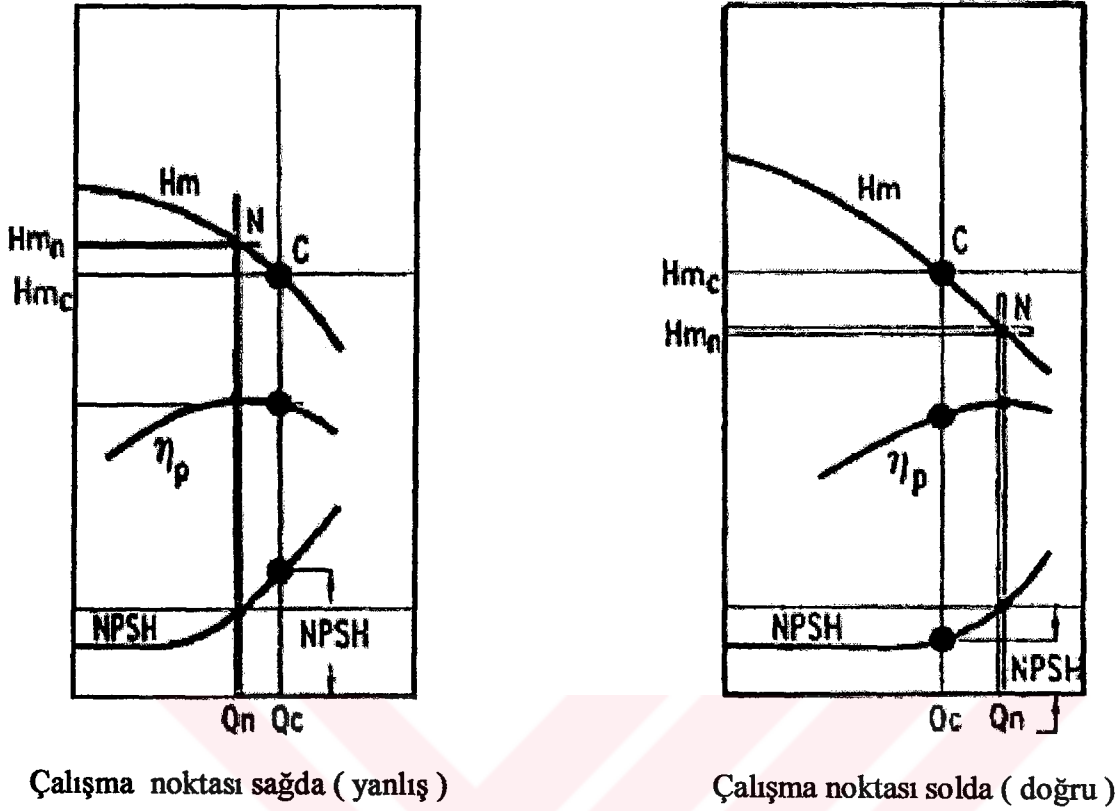 Hm
N
C
Hmn
Hmc
ηp
NPSH
NPSH
Qn Qc
Çalışma noktası sağda ( yanlış )
Hm
C
Hmc
N
Hmn
ηp
NPSH
NPSH
Qc Qn
Çalışma noktası solda ( doğru )